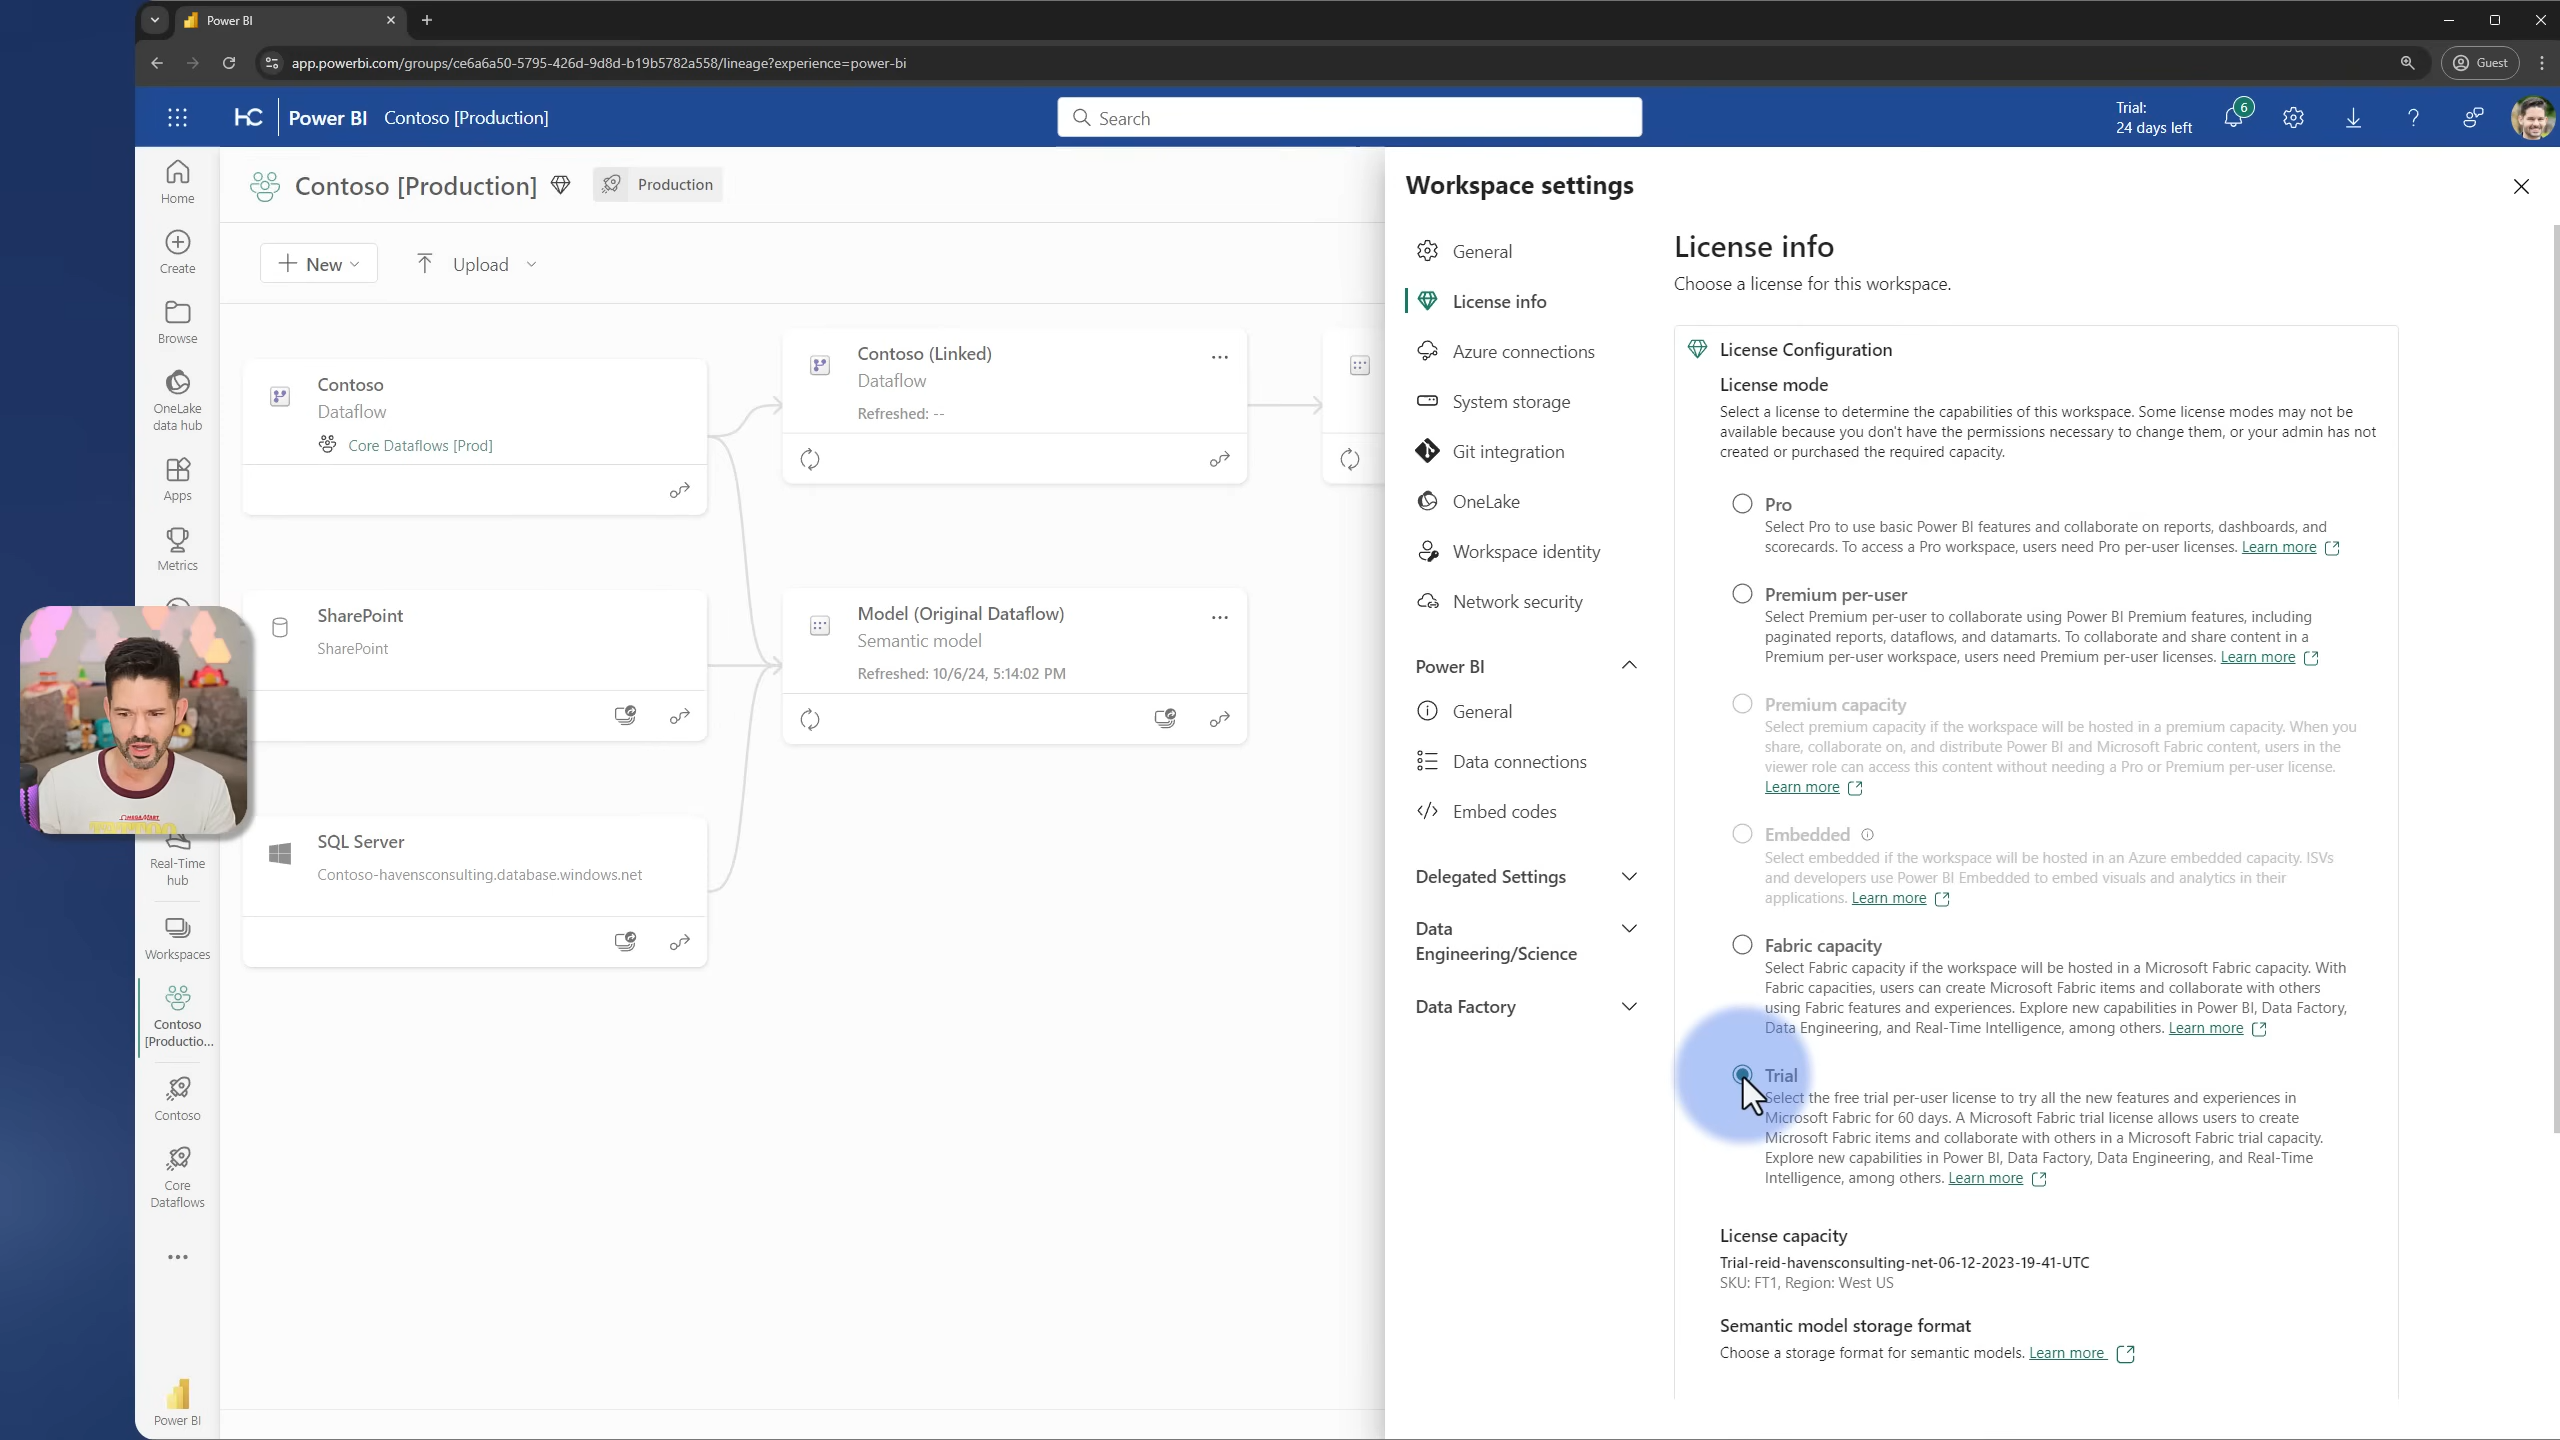 Power BI
app.powerbi.com/groups/ce6a6a50-5795-426d-9d8d-b19b5782a558/lineage?experience=power-bi
Guest
HC
Power BI
Contoso [Production]
Search
Trial:
24 days left
6
Home
Create
Browse
OneLake
data hub
Apps
Metrics
Real-Time
hub
Workspaces
Contoso
[Productio...
Contoso
Core
Dataflows
Power BI
Contoso [Production]
Production
New
Upload
Contoso
Dataflow
Core Dataflows [Prod]
SharePoint
SharePoint
SQL Server
Contoso-havensconsulting.database.windows.net
Contoso (Linked)
Dataflow
Refreshed: --
Model (Original Dataflow)
Semantic model
Refreshed: 10/6/24, 5:14:02 PM
Workspace settings
General
License info
Azure connections
System storage
Git integration
OneLake
Workspace identity
Network security
Power BI
General
Data connections
Embed codes
Delegated Settings
Data
Engineering/Science
Data Factory
License info
Choose a license for this workspace.
License Configuration
License mode
Select a license to determine the capabilities of this workspace. Some license modes may not be
available because you don't have the permissions necessary to change them, or your admin has not
created or purchased the required capacity.
Pro
Select Pro to use basic Power BI features and collaborate on reports, dashboards, and
scorecards. To access a Pro workspace, users need Pro per-user licenses. Learn more
Premium per-user
Select Premium per-user to collaborate using Power BI Premium features, including
paginated reports, dataflows, and datamarts. To collaborate and share content in a
Premium per-user workspace, users need Premium per-user licenses. Learn more
Premium capacity
Select premium capacity if the workspace will be hosted in a premium capacity. When you
share, collaborate on, and distribute Power BI and Microsoft Fabric content, users in the
viewer role can access this content without needing a Pro or Premium per-user license.
Learn more
Embedded
Select embedded if the workspace will be hosted in an Azure embedded capacity. ISVs
and developers use Power BI Embedded to embed visuals and analytics in their
applications. Learn more
Fabric capacity
Select Fabric capacity if the workspace will be hosted in a Microsoft Fabric capacity. With
Fabric capacities, users can create Microsoft Fabric items and collaborate with others
using Fabric features and experiences. Explore new capabilities in Power BI, Data Factory,
Data Engineering, and Real-Time Intelligence, among others. Learn more
Trial
Select the free trial per-user license to try all the new features and experiences in
Microsoft Fabric for 60 days. A Microsoft Fabric trial license allows users to create
Microsoft Fabric items and collaborate with others in a Microsoft Fabric trial capacity.
Explore new capabilities in Power BI, Data Factory, Data Engineering, and Real-Time
Intelligence, among others. Learn more
License capacity
Trial-reid-havensconsulting-net-06-12-2023-19-41-UTC
SKU: FT1, Region: West US
Semantic model storage format
Choose a storage format for semantic models. Learn more